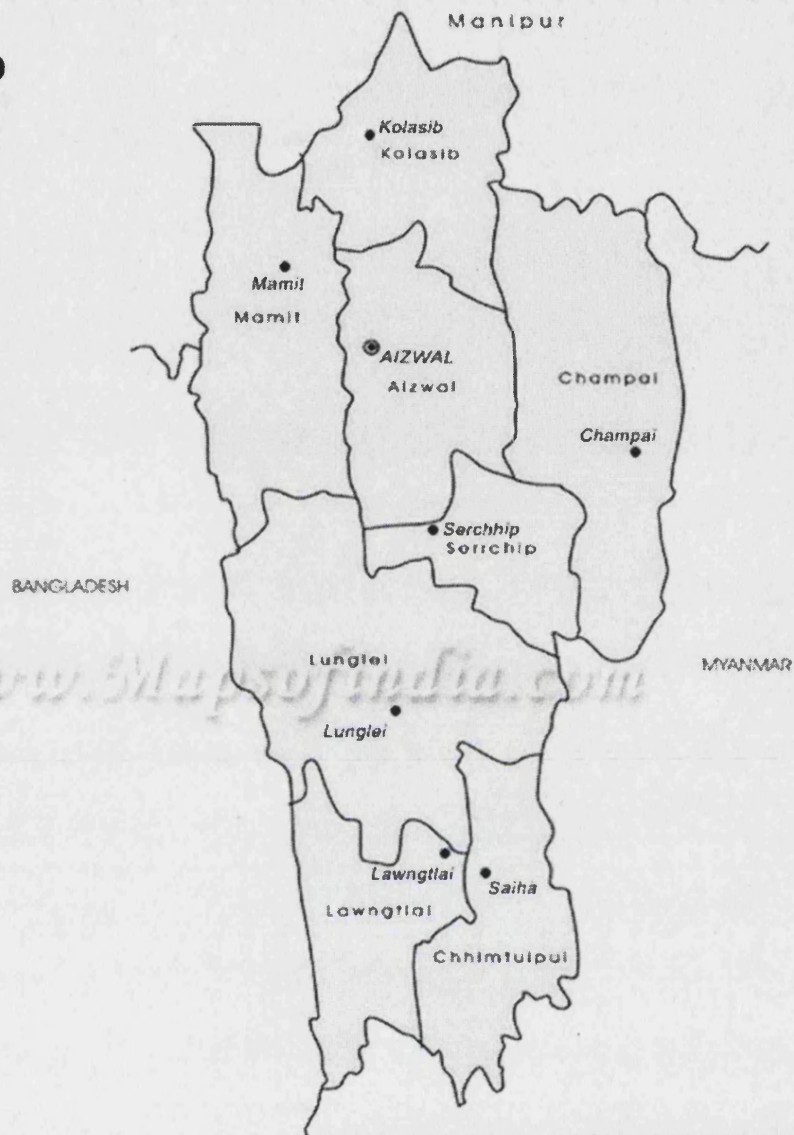 Manipur
Kolasib
Kolasib
Mamit
Mamit
AIZWAL
Aizwal
Champai
Champai
Serchhip
Serrchip
BANGLADESH
Lunglei
MYANMAR
www.Mapsofindia.com
Lunglei
Lawngtlai
Saiha
Lawngtlai
Chhimtuipui